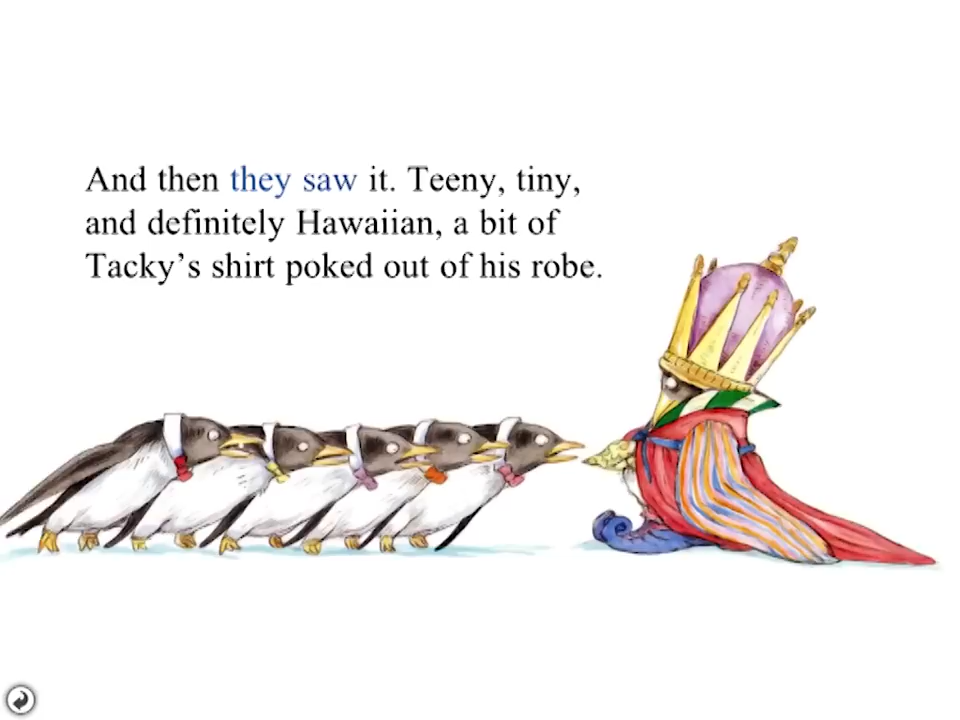 And then they saw it. Teeny, tiny,
and definitely Hawaiian, a bit of
Tacky’s shirt poked out of his robe.